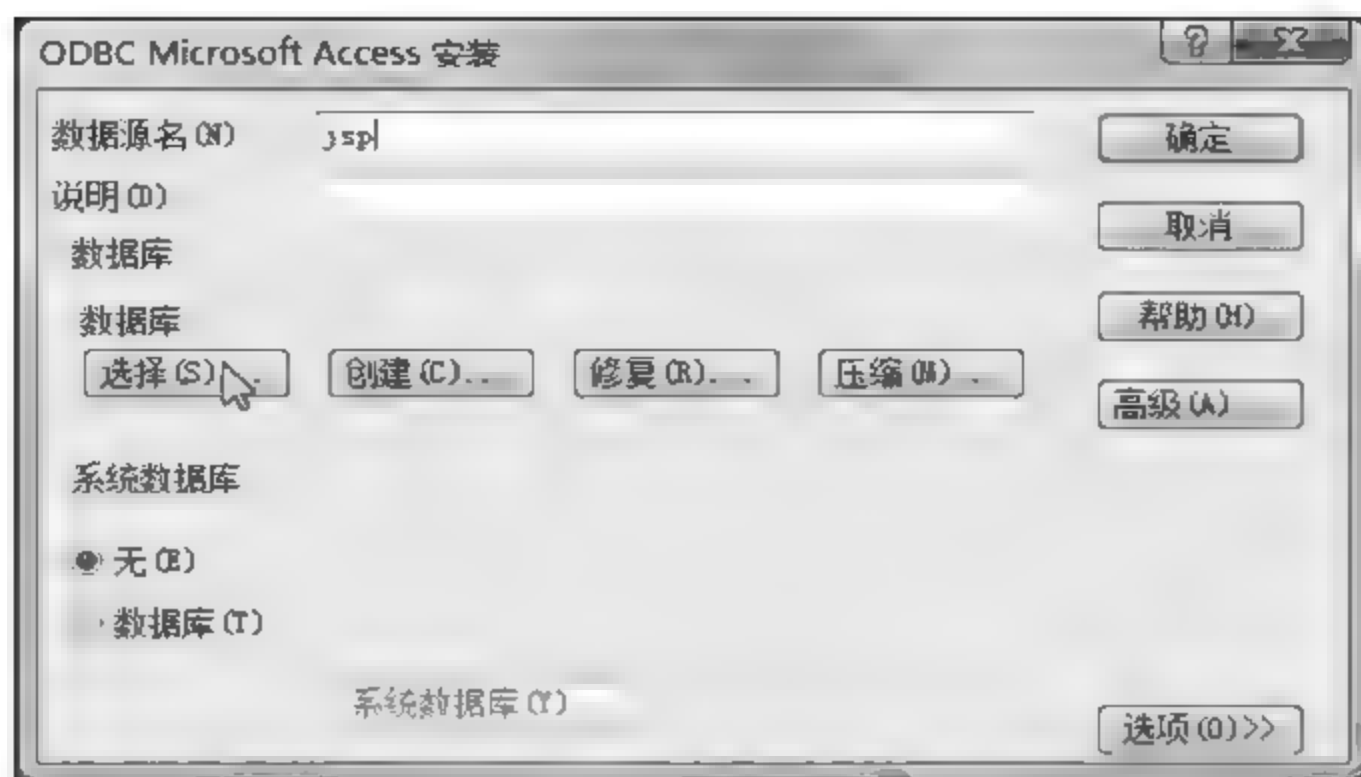 ODBC Microsoft Access 安装
数据源名(N)
jsp
确定
说明(D)
取消
数据库
数据库
帮助(H)
选择(S)...
创建(C)...
修复(R)...
压缩(M)...
高级(A)
系统数据库
无(E)
数据库(T)
系统数据库(Y)
选项(O)>>